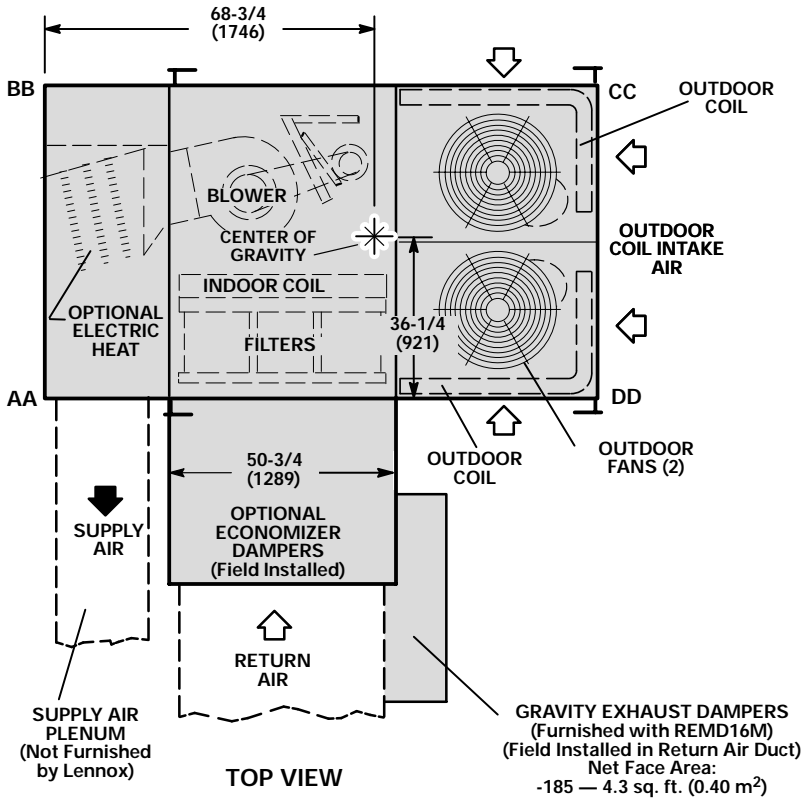 68-3/4
(1746)
BB
CC
OUTDOOR
COIL
BLOWER
CENTER OF
GRAVITY
OUTDOOR
COIL INTAKE
AIR
INDOOR COIL
OPTIONAL
ELECTRIC
HEAT
FILTERS
36-1/4
(921)
AA
DD
OUTDOOR
COIL
OUTDOOR
FANS (2)
50-3/4
(1289)
SUPPLY
AIR
OPTIONAL
ECONOMIZER
DAMPERS
(Field Installed)
RETURN
AIR
SUPPLY AIR
PLENUM
(Not Furnished
by Lennox)
GRAVITY EXHAUST DAMPERS
(Furnished with REMD16M)
(Field Installed in Return Air Duct)
Net Face Area:
-185 — 4.3 sq. ft. (0.40 m²)
TOP VIEW